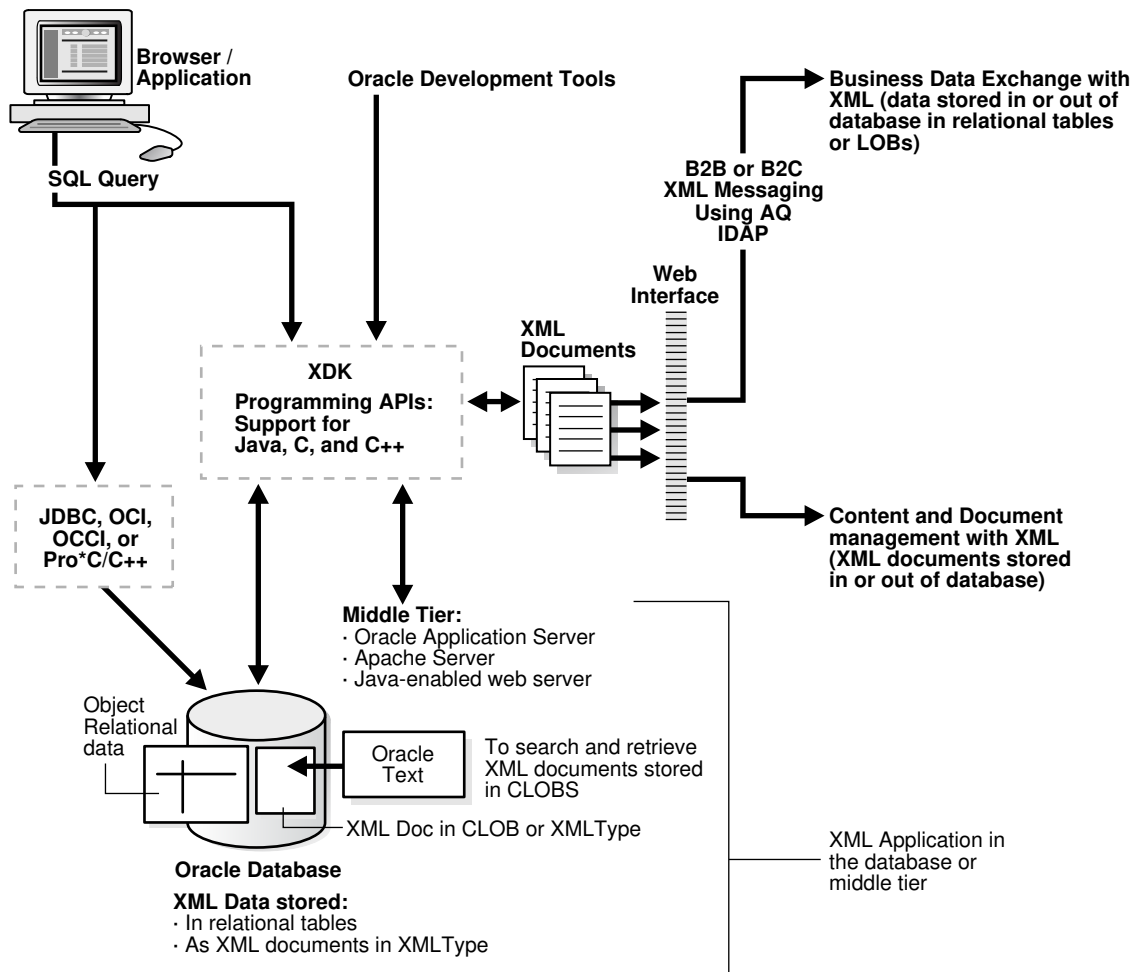 Browser /
Application
Oracle Development Tools
Business Data Exchange with
XML (data stored in or out of
database in relational tables
or LOBs)
SQL Query
B2B or B2C
XML Messaging
Using AQ
IDAP
Web
Interface
XML
Documents
XDK
Programming APIs:
Support for
Java, C, and C++
JDBC, OCI,
OCCI, or
Pro*C/C++
Content and Document
management with XML
(XML documents stored
in or out of database)
Middle Tier:
· Oracle Application Server
· Apache Server
· Java-enabled web server
Object
Relational
data
Oracle
Text
To search and retrieve
XML documents stored
in CLOBS
XML Doc in CLOB or XMLType
XML Application in
the database or
middle tier
Oracle Database
XML Data stored:
· In relational tables
· As XML documents in XMLType